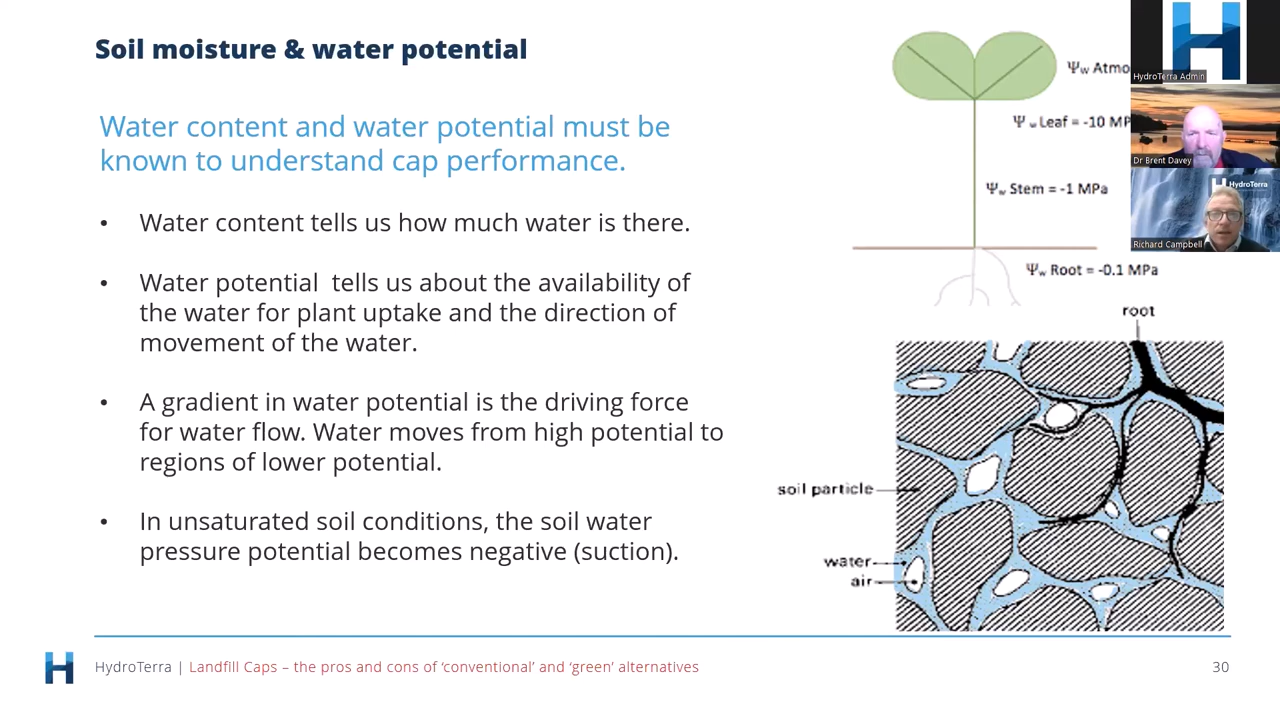 Soil moisture & water potential
Water content and water potential must be
known to understand cap performance.
• Water content tells us how much water is there.
• Water potential tells us about the availability of
the water for plant uptake and the direction of
movement of the water.
• A gradient in water potential is the driving force
for water flow. Water moves from high potential to
regions of lower potential.
• In unsaturated soil conditions, the soil water
pressure potential becomes negative (suction).
Ψw Atmo
Ψw Leaf = -10 MP
Ψw Stem = -1 MPa
Ψw Root = -0.1 MPa
root
soil particle
water
air
HydroTerra Admin
Dr Brent Davey
HydroTerra
Richard Campbell
HydroTerra | Landfill Caps – the pros and cons of ‘conventional’ and ‘green’ alternatives
30